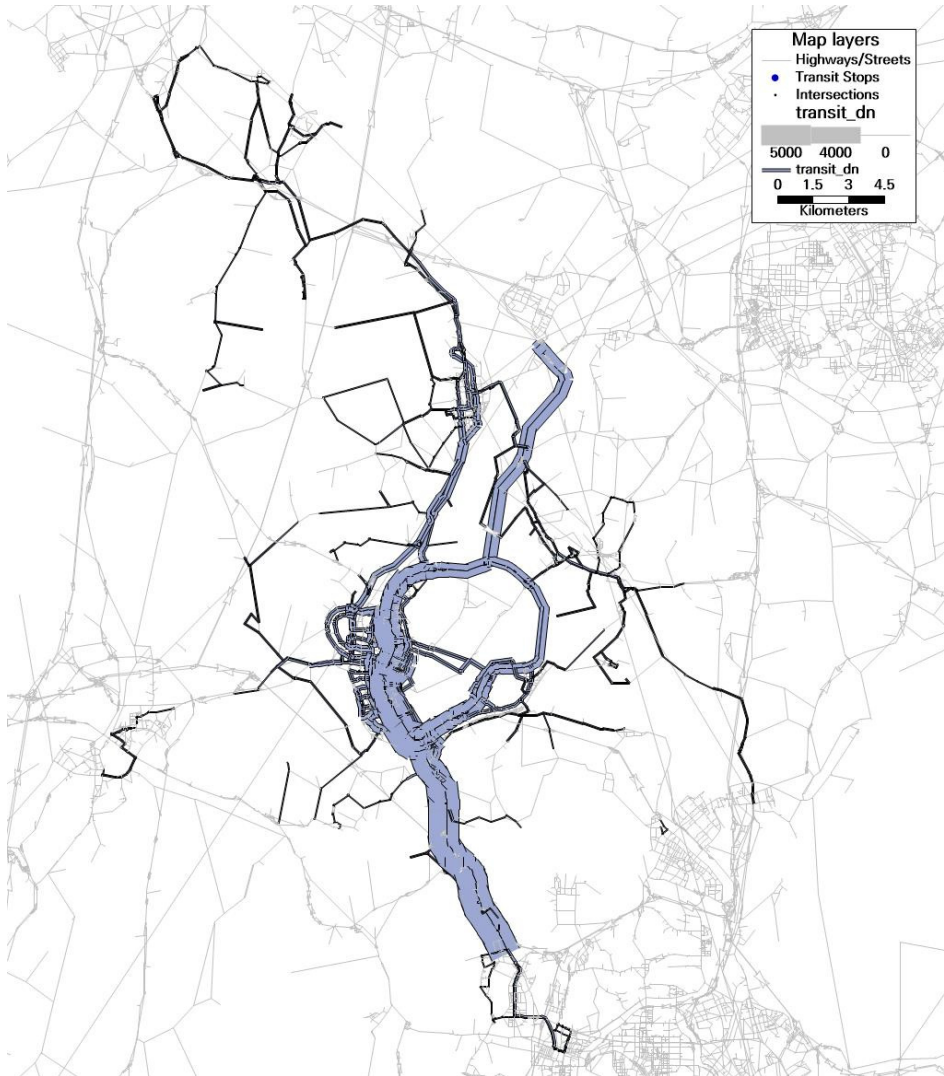 Map layers
Highways/Streets
Transit Stops
Intersections
transit_dn
5000 4000 0
transit_dn
0 1.5 3 4.5
Kilometers